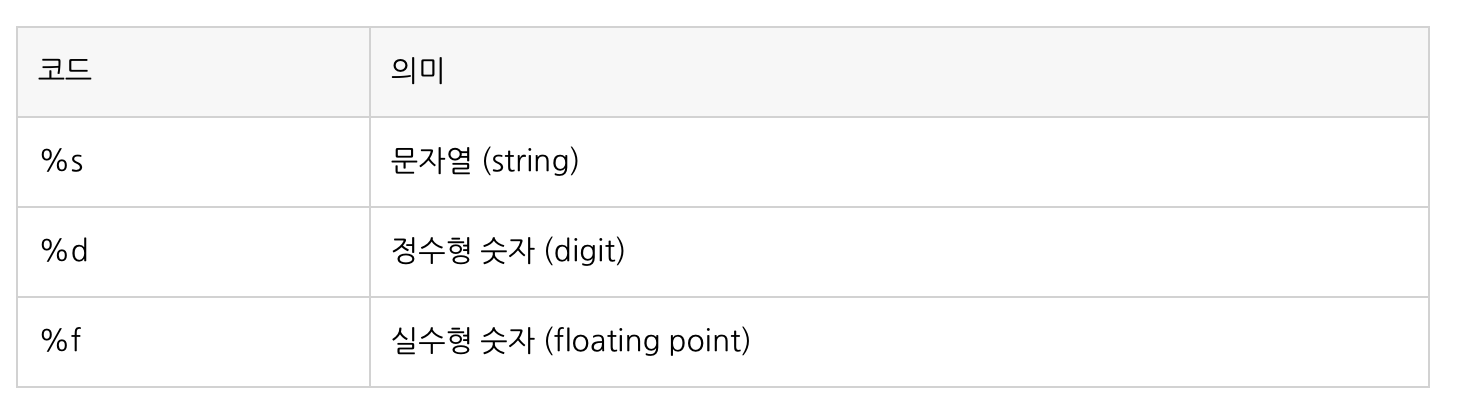 코드 의미
%s 문자열 (string)
%d 정수형 숫자 (digit)
%f 실수형 숫자 (floating point)